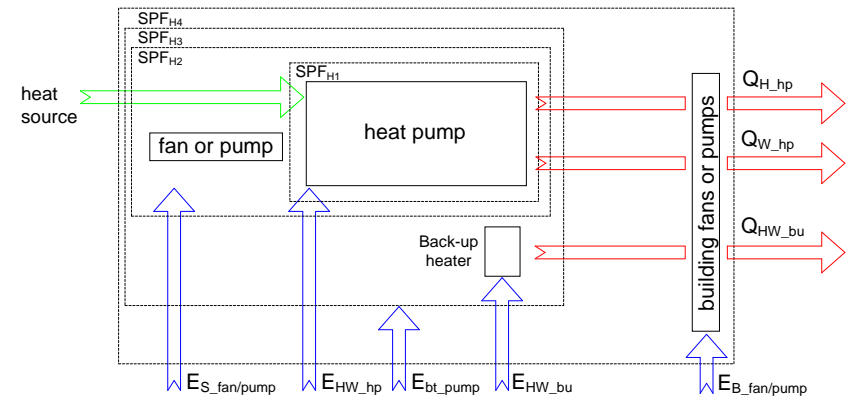 SPFH4
SPFH3
SPFH2
SPFH1
heat
source
fan or pump
heat pump
Back-up
heater
building fans or pumps
QH_hp
QW_hp
QHW_bu
ES_fan/pump
EHW_hp
Ebt_pump
EHW_bu
EB_fan/pump